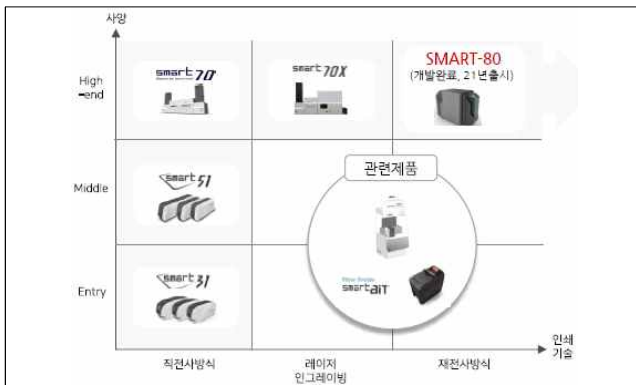 사양
High
-end
smart 70
smart 70X
SMART-80
(개발완료, 21년출시)
Middle
smart 51
관련제품
Entry
smart 31
smart aiT
직전사방식
레이저
인그레이빙
재전사방식
인쇄
기술